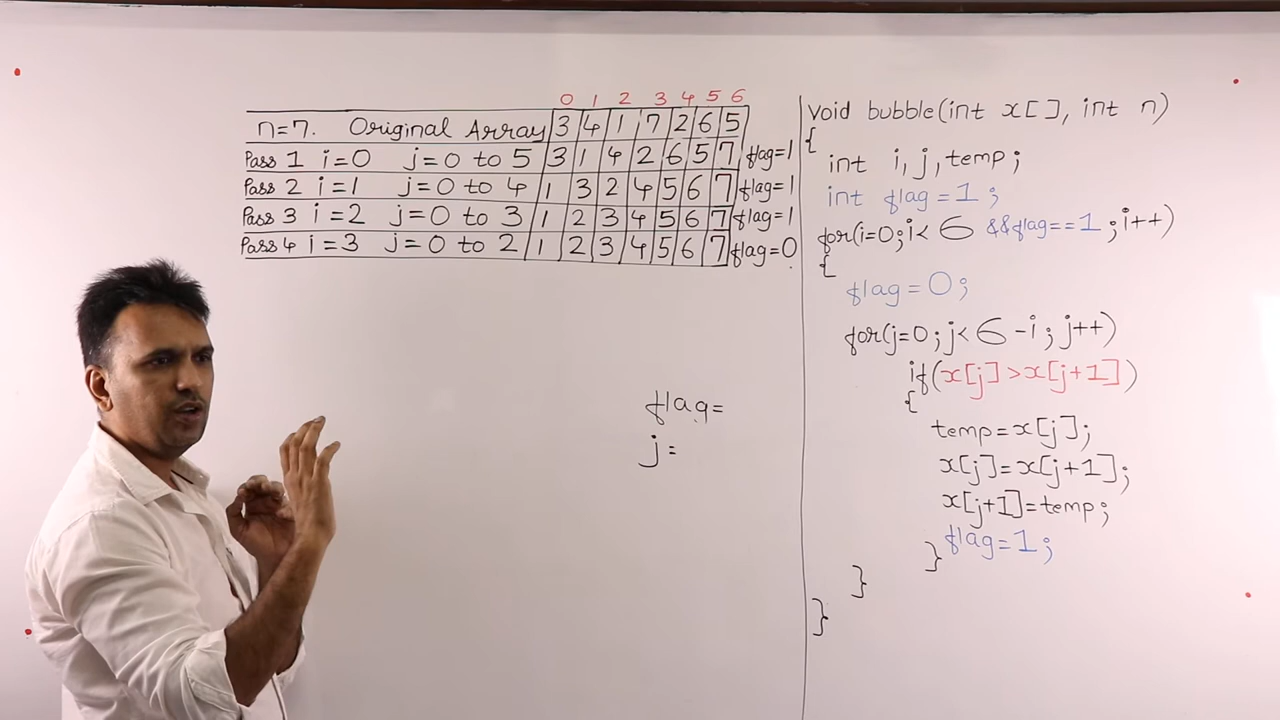 0 1 2 3 4 5 6
n=7. Original Array 3 4 1 7 2 6 5
Pass 1 i=0 j=0 to 5 3 1 4 2 6 5 7 flag=1
Pass 2 i=1 j=0 to 4 1 3 2 4 5 6 7 flag=1
Pass 3 i=2 j=0 to 3 1 2 3 4 5 6 7 flag=1
Pass 4 i=3 j=0 to 2 1 2 3 4 5 6 7 flag=0
flag=
j=
void bubble(int x[], int n)
{
int i, j, temp;
int flag=1;
for(i=0; i<6 &&flag==1; i++)
{
flag=0;
for(j=0; j<6-i; j++)
if(x[j]>x[j+1])
{
temp=x[j];
x[j]=x[j+1];
x[j+1]=temp;
flag=1;
}
}
}